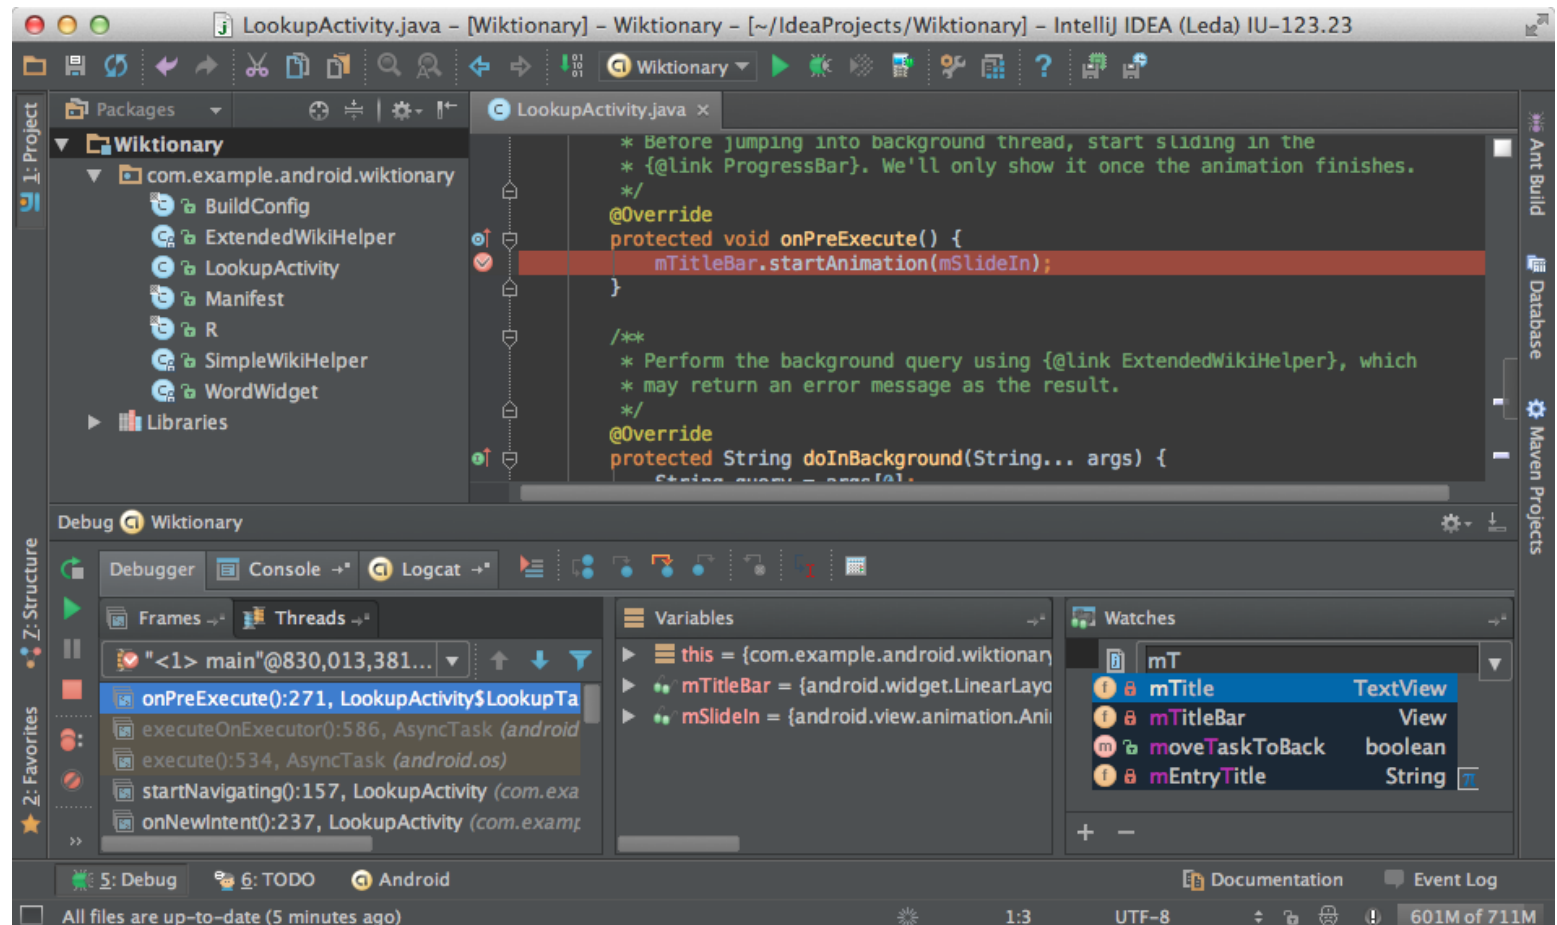 LookupActivity.java – [Wiktionary] – Wiktionary – [~/IdeaProjects/Wiktionary] – IntelliJ IDEA (Leda) IU-123.23
Wiktionary
1: Project
Packages
Wiktionary
com.example.android.wiktionary
BuildConfig
ExtendedWikiHelper
LookupActivity
Manifest
R
SimpleWikiHelper
WordWidget
Libraries
LookupActivity.java
* Before jumping into background thread, start sliding in the
* {@link ProgressBar}. We'll only show it once the animation finishes.
*/
@Override
protected void onPreExecute() {
mTitleBar.startAnimation(mSlideIn);
}
/**
* Perform the background query using {@link ExtendedWikiHelper}, which
* may return an error message as the result.
*/
@Override
protected String doInBackground(String... args) {
String query = args[0];
Ant Build
Database
Maven Projects
Debug Wiktionary
7: Structure
2: Favorites
Debugger Console Logcat
Frames Threads
"<1> main"@830,013,381...
onPreExecute():271, LookupActivity$LookupTa
executeOnExecutor():586, AsyncTask (android
execute():534, AsyncTask (android.os)
startNavigating():157, LookupActivity (com.exa
onNewIntent():237, LookupActivity (com.examp
Variables
this = {com.example.android.wiktionary
mTitleBar = {android.widget.LinearLayo
mSlideIn = {android.view.animation.Ani
Watches
mT
mTitle TextView
mTitleBar View
moveTaskToBack boolean
mEntryTitle String
5: Debug 6: TODO Android Documentation Event Log
All files are up-to-date (5 minutes ago) 1:3 UTF-8 601M of 711M